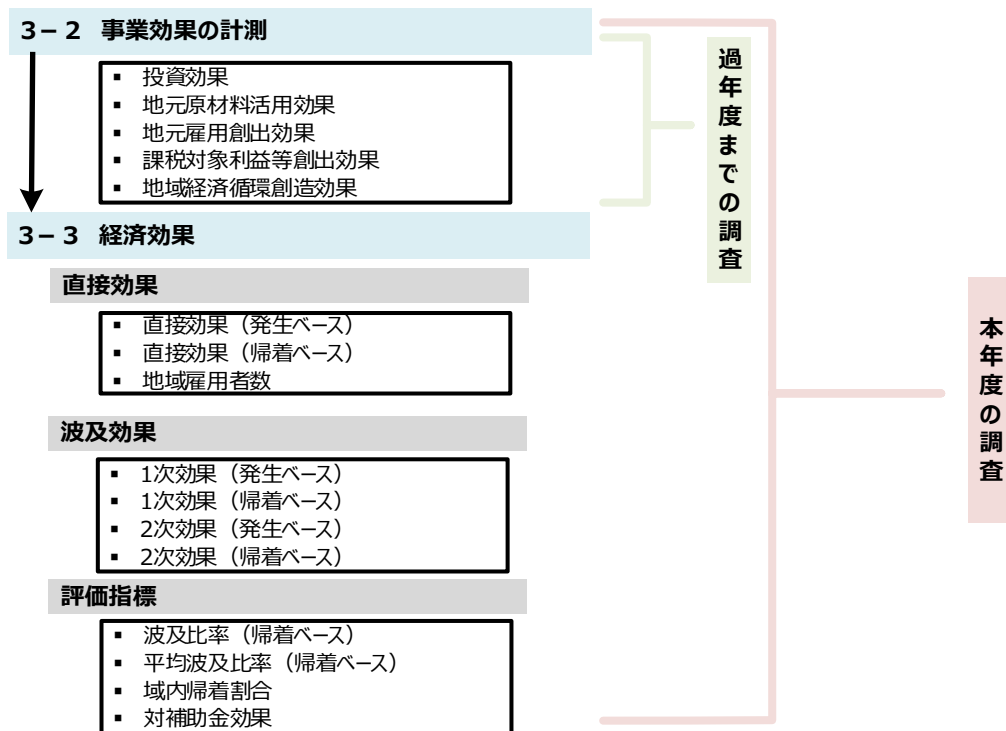 3－2 事業効果の計測
▪ 投資効果
▪ 地元原材料活用効果
▪ 地元雇用創出効果
▪ 課税対象利益等創出効果
▪ 地域経済循環創造効果
3－3 経済効果
直接効果
▪ 直接効果（発生ベース）
▪ 直接効果（帰着ベース）
▪ 地域雇用者数
波及効果
▪ 1次効果（発生ベース）
▪ 1次効果（帰着ベース）
▪ 2次効果（発生ベース）
▪ 2次効果（帰着ベース）
評価指標
▪ 波及比率（帰着ベース）
▪ 平均波及比率（帰着ベース）
▪ 域内帰着割合
▪ 対補助金効果
過年度までの調査
本年度の調査